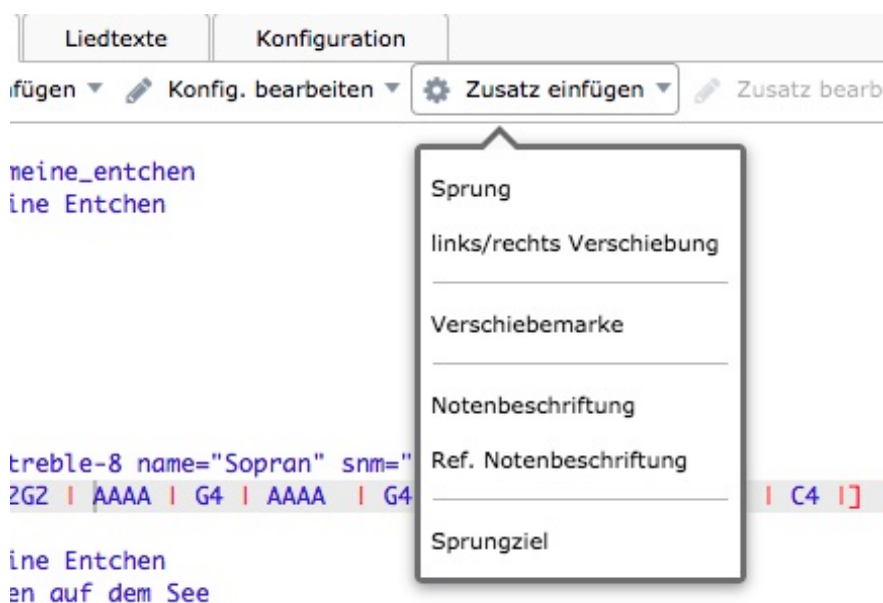 Liedtexte Konfiguration
ıfügen Konfig. bearbeiten Zusatz einfügen Zusatz bearb
meine_entchen
ine Entchen
Sprung
links/rechts Verschiebung
Verschiebemarke
Notenbeschriftung
treble-8 name="Sopran" snm=" Ref. Notenbeschriftung
2G2 | AAAA | G4 | AAAA | G4 | C4 |]
Sprungziel
ine Entchen
en auf dem See